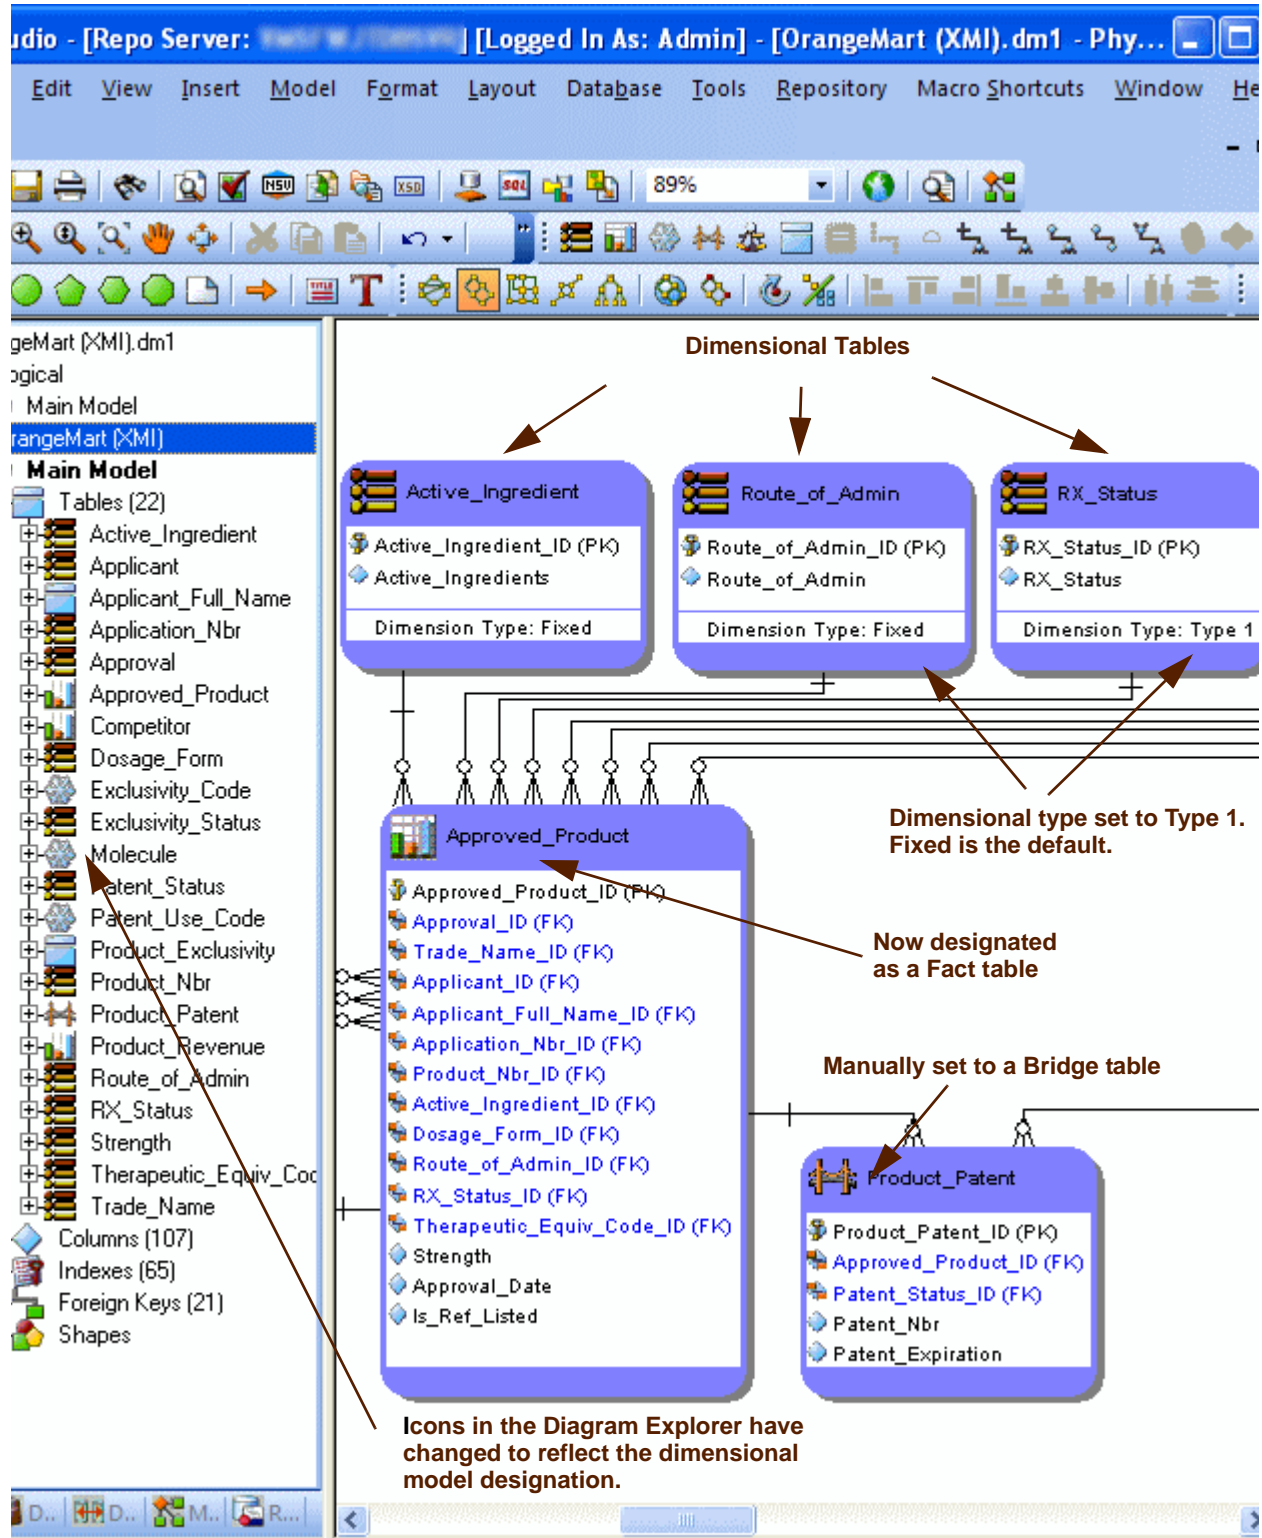 udio - [Repo Server: ] [Logged In As: Admin] - [OrangeMart (XMI).dm1 - Phy...
Edit View Insert Model Format Layout Database Tools Repository Macro Shortcuts Window He
NSV XSD SQL 89%
TITLE T
geMart (XMI).dm1
ogical
Main Model
rangeMart (XMI)
Main Model
Tables (22)
Active_Ingredient
Applicant
Applicant_Full_Name
Application_Nbr
Approval
Approved_Product
Competitor
Dosage_Form
Exclusivity_Code
Exclusivity_Status
Molecule
Patent_Status
Patent_Use_Code
Product_Exclusivity
Product_Nbr
Product_Patent
Product_Revenue
Route_of_Admin
RX_Status
Strength
Therapeutic_Equiv_Coc
Trade_Name
Columns (107)
Indexes (65)
Foreign Keys (21)
Shapes
D.. D.. M.. R...
Dimensional Tables
Active_Ingredient
Active_Ingredient_ID (PK)
Active_Ingredients
Dimension Type: Fixed
Route_of_Admin
Route_of_Admin_ID (PK)
Route_of_Admin
Dimension Type: Fixed
RX_Status
RX_Status_ID (PK)
RX_Status
Dimension Type: Type 1
Dimensional type set to Type 1.
Fixed is the default.
Approved_Product
Approved_Product_ID (PK)
Approval_ID (FK)
Trade_Name_ID (FK)
Applicant_ID (FK)
Applicant_Full_Name_ID (FK)
Application_Nbr_ID (FK)
Product_Nbr_ID (FK)
Active_Ingredient_ID (FK)
Dosage_Form_ID (FK)
Route_of_Admin_ID (FK)
RX_Status_ID (FK)
Therapeutic_Equiv_Code_ID (FK)
Strength
Approval_Date
Is_Ref_Listed
Now designated
as a Fact table
Manually set to a Bridge table
Product_Patent
Product_Patent_ID (PK)
Approved_Product_ID (FK)
Patent_Status_ID (FK)
Patent_Nbr
Patent_Expiration
Icons in the Diagram Explorer have
changed to reflect the dimensional
model designation.